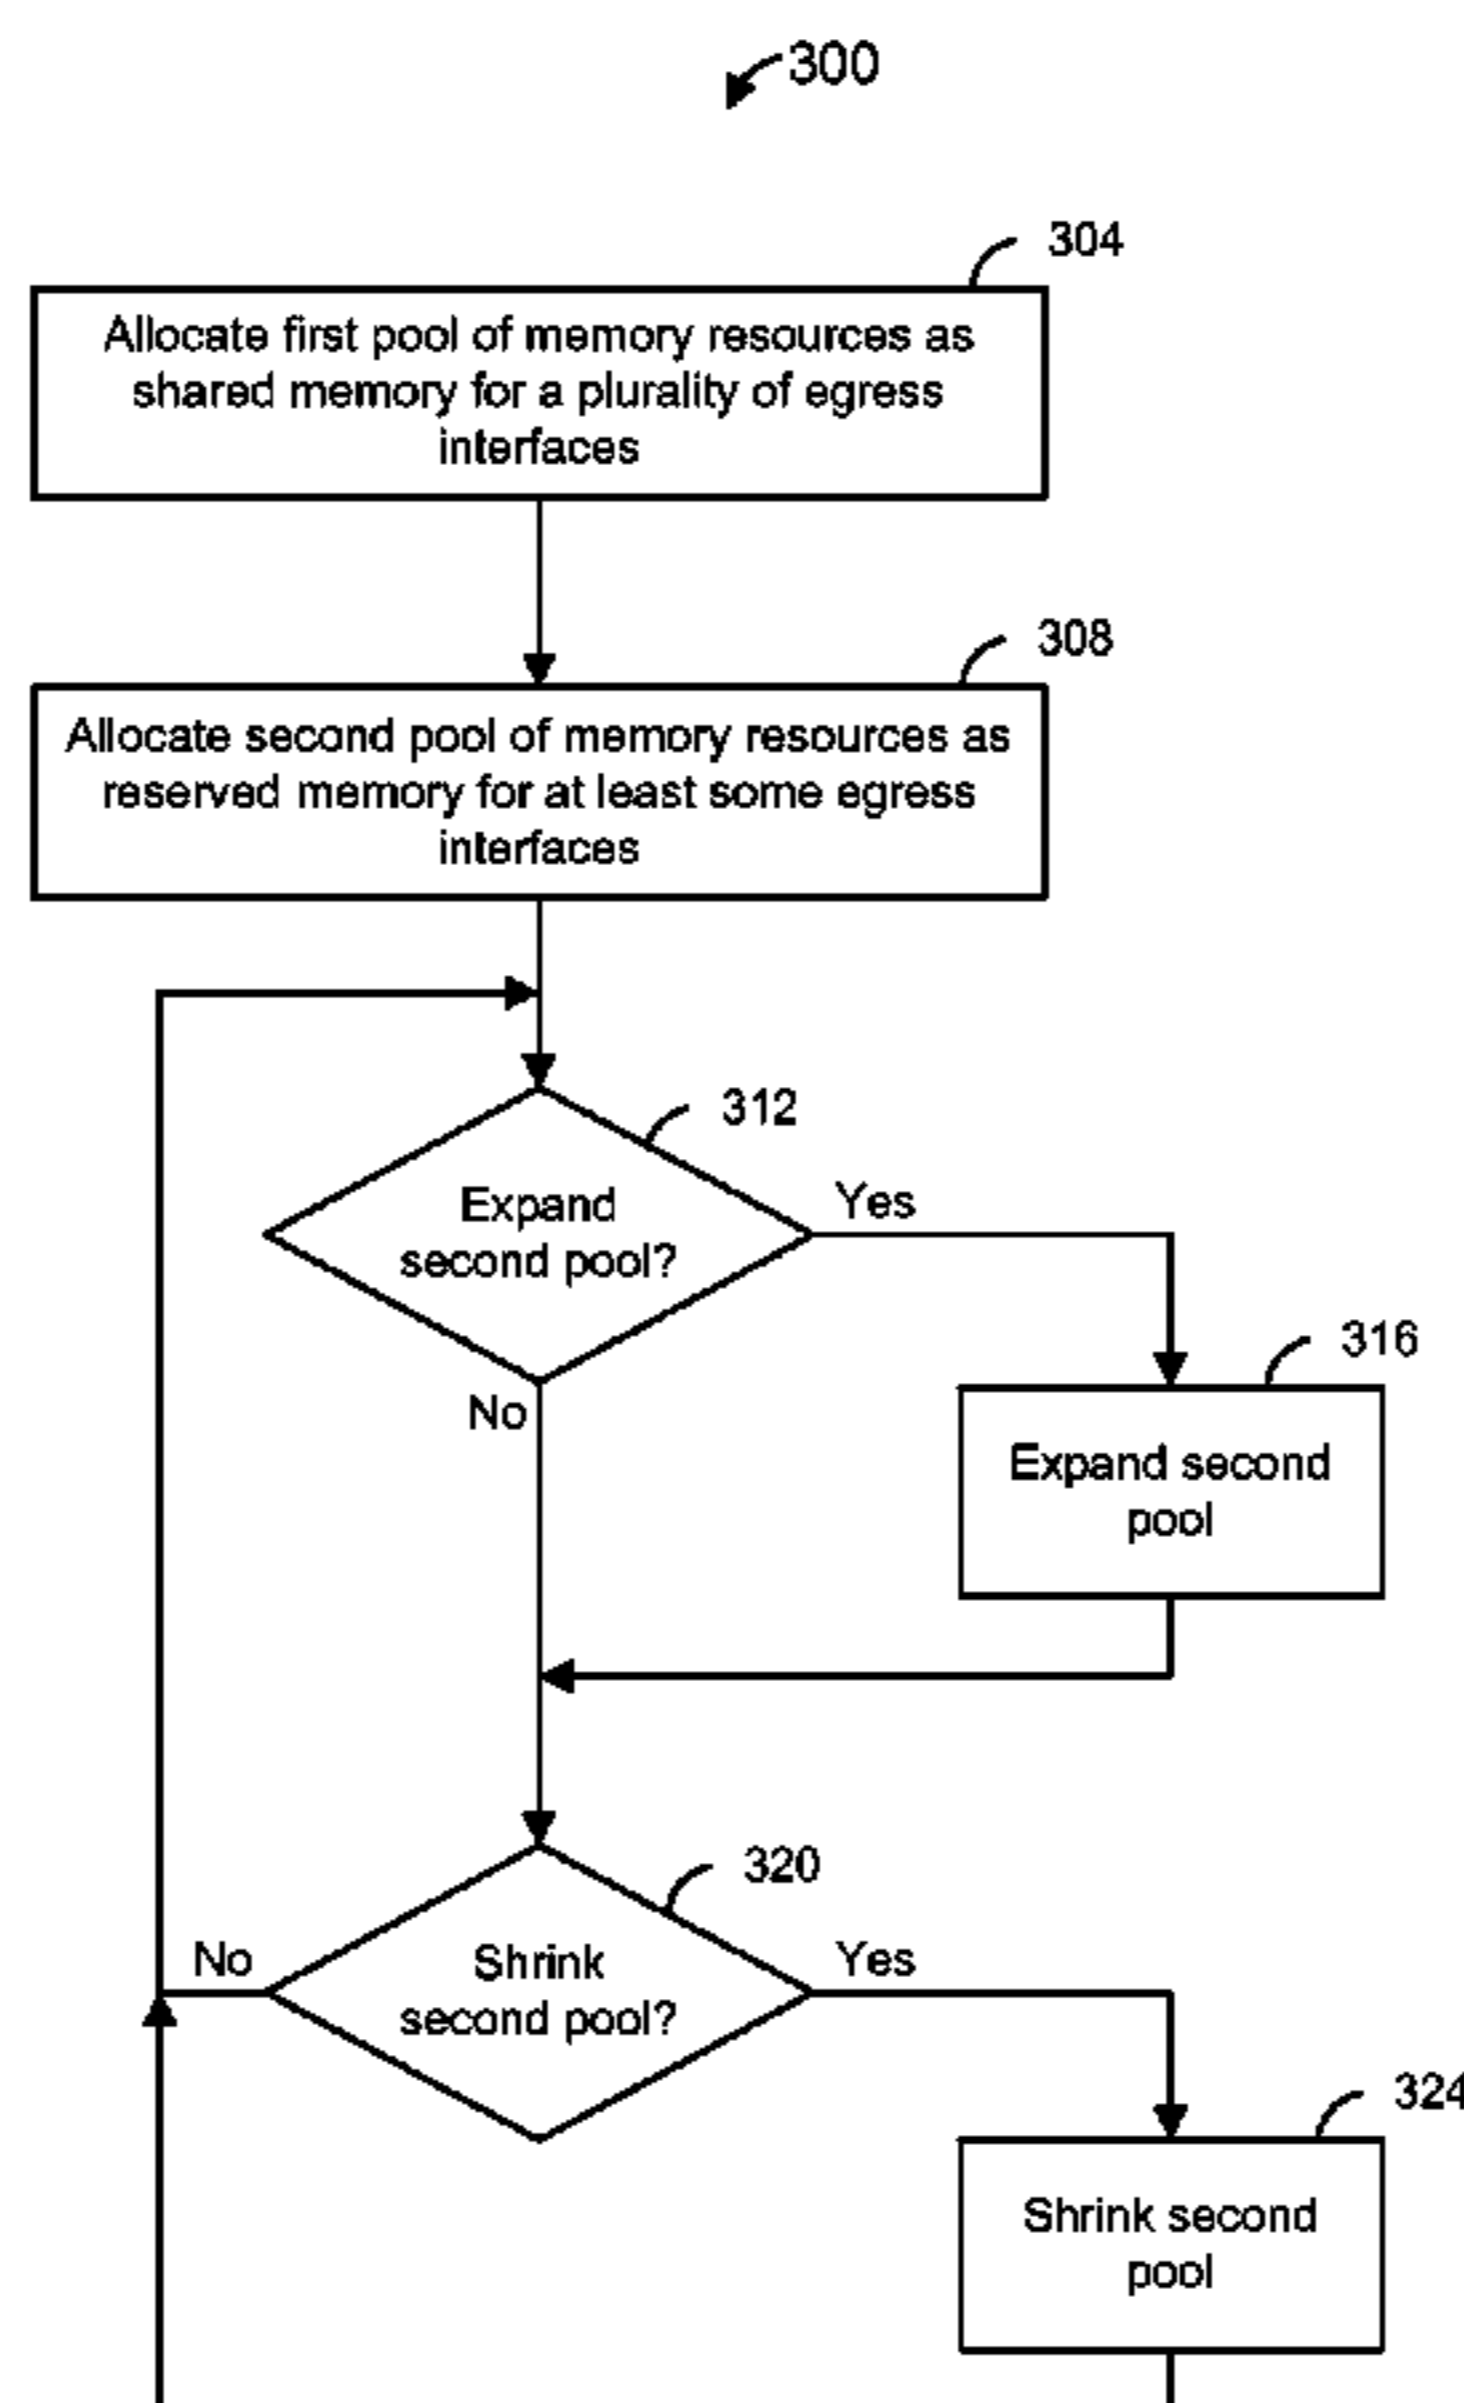 300
304
Allocate first pool of memory resources as
shared memory for a plurality of egress
interfaces
308
Allocate second pool of memory resources as
reserved memory for at least some egress
interfaces
312
Expand
second pool?
Yes
No
316
Expand second
pool
320
Shrink
second pool?
No
Yes
324
Shrink second
pool